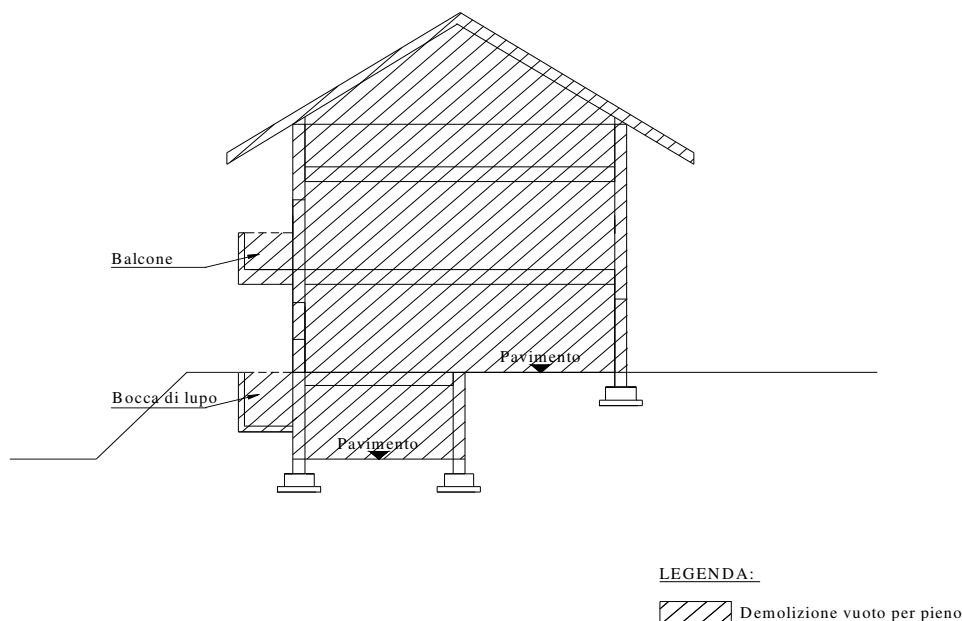 Balcone
Pavimento
Bocca di lupo
Pavimento
LEGENDA:
Demolizione vuoto per pieno